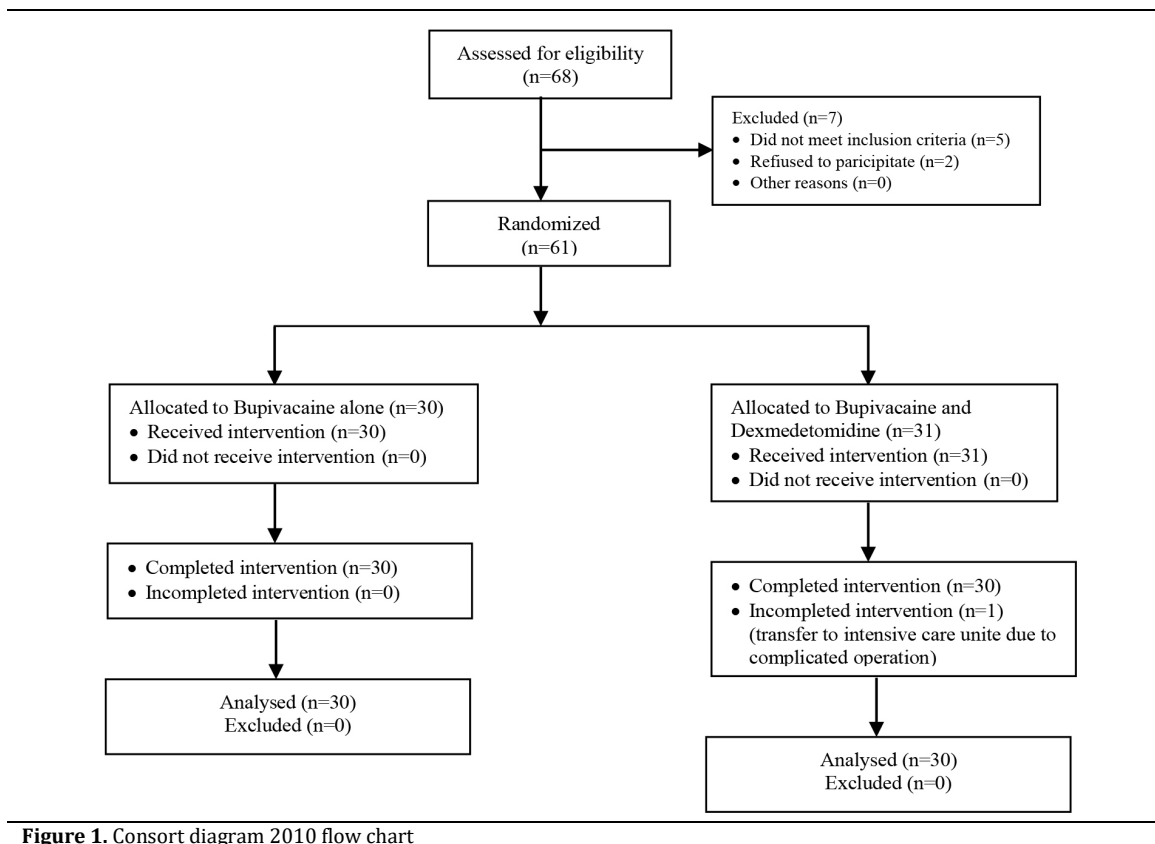 Assessed for eligibility
(n=68)
Excluded (n=7)
• Did not meet inclusion criteria (n=5)
• Refiused to paricipitate (n=2)
• Other reasons (n=0)
Randomized
(n=61)
Allocated to Bupivacaine alone (n=30)
• Received intervention (n=30)
• Did not receive intervention (n=0)
Allocated to Bupivacaine and
Dexmedetomidine (n=31)
• Received intervention (n=31)
• Did not receive intervention (n=0)
• Completed intervention (n=30)
• Incompleted intervention (n=0)
• Completed intervention (n=30)
• Incompleted intervention (n=1)
(transfer to intensive care unite due to
complicated operation)
Analysed (n=30)
Excluded (n=0)
Analysed (n=30)
Excluded (n=0)
Figure 1. Consort diagram 2010 flow chart